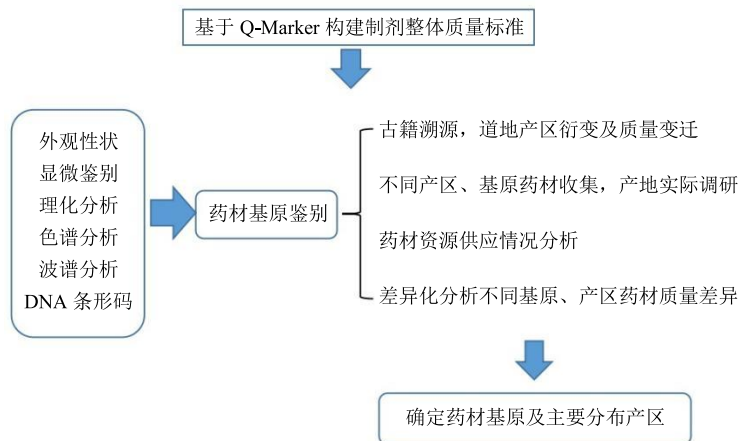 基于 Q-Marker 构建制剂整体质量标准
外观性状
显微鉴别
理化分析
色谱分析
波谱分析
DNA 条形码
药材基原鉴别
古籍溯源，道地产区衍变及质量变迁
不同产区、基原药材收集，产地实际调研
药材资源供应情况分析
差异化分析不同基原、产区药材质量差异
确定药材基原及主要分布产区